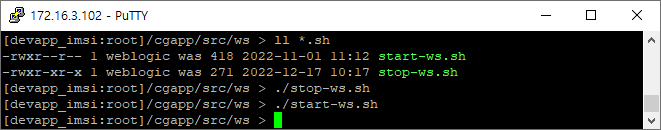 172.16.3.102 - PuTTY
[devapp_imsi:root]/cgapp/src/ws > ll *.sh
-rwxr--r-- 1 weblogic was 418 2022-11-01 11:12 start-ws.sh
-rwxr-xr-x 1 weblogic was 271 2022-12-17 10:17 stop-ws.sh
[devapp_imsi:root]/cgapp/src/ws > ./stop-ws.sh
[devapp_imsi:root]/cgapp/src/ws > ./start-ws.sh
[devapp_imsi:root]/cgapp/src/ws >